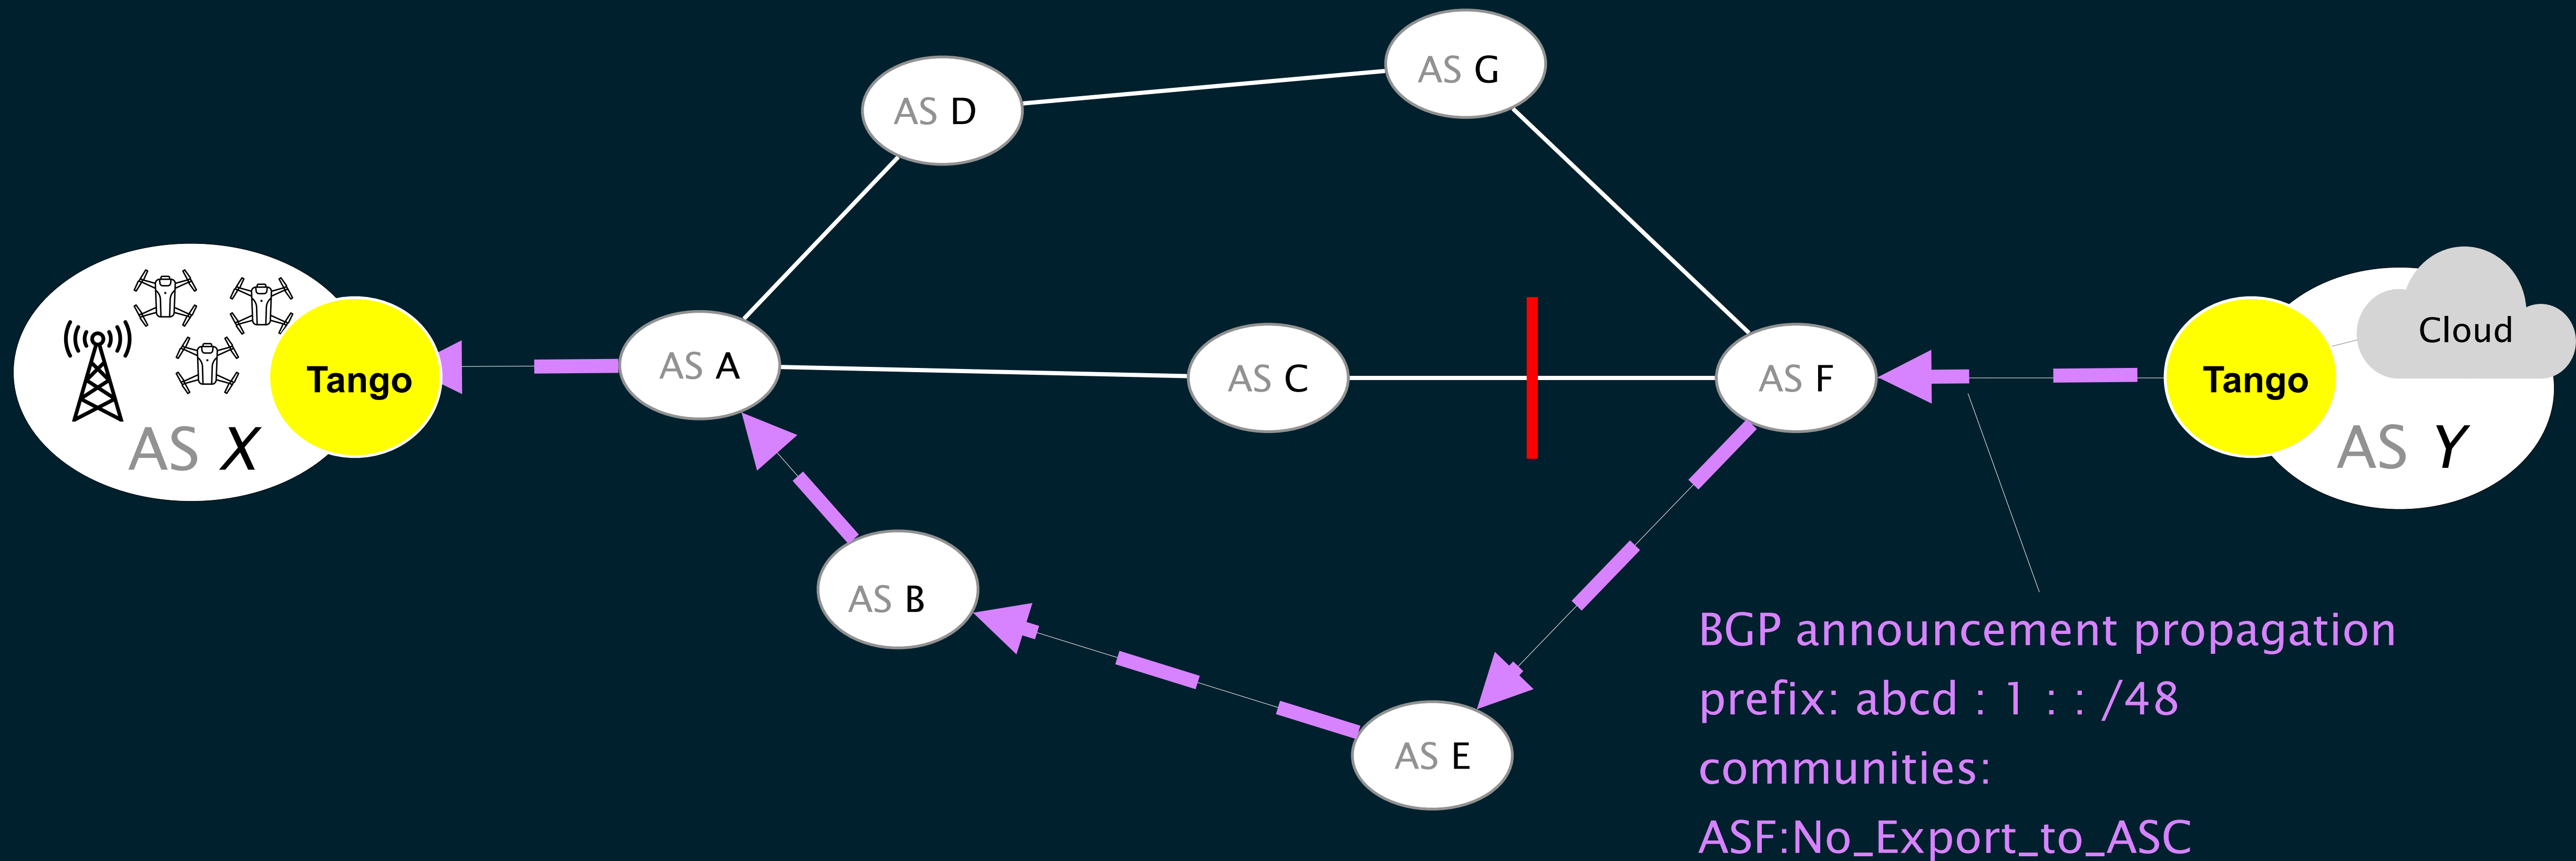 AS G
AS D
Cloud
AS A
AS C
AS F
Tango
Tango
AS X
AS Y
AS B
BGP announcement propagation
prefix: abcd : 1 : : /48
AS E
communities:
ASF:No_Export_to_ASC